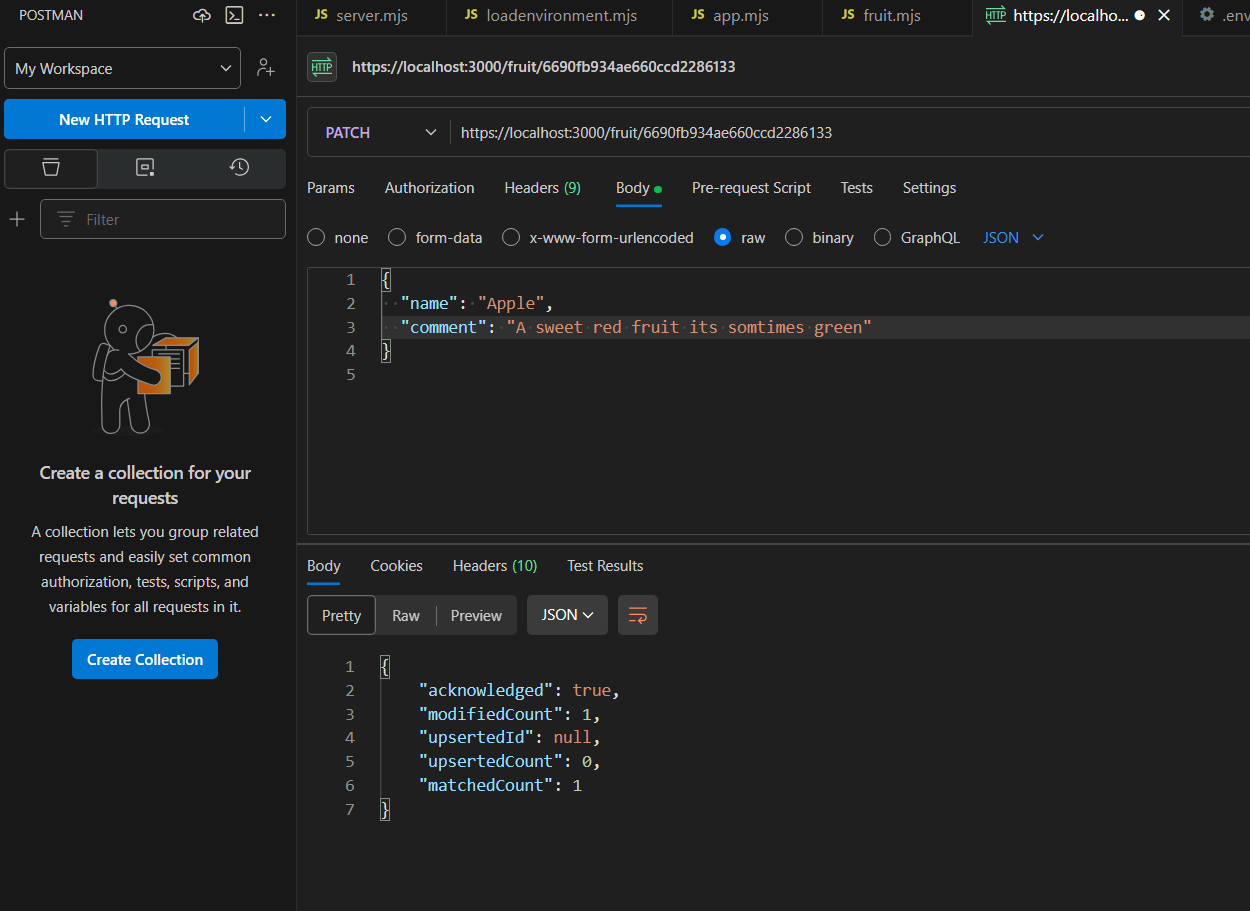 POSTMAN
My Workspace
New HTTP Request
Filter
Create a collection for your
requests
A collection lets you group related
requests and easily set common
authorization, tests, scripts, and
variables for all requests in it.
Create Collection
JS server.mjs JS loadenvironment.mjs JS app.mjs JS fruit.mjs HTTP https://localho... .env
HTTP https://localhost:3000/fruit/6690fb934ae660ccd2286133
PATCH https://localhost:3000/fruit/6690fb934ae660ccd2286133
Params Authorization Headers (9) Body Pre-request Script Tests Settings
none form-data x-www-form-urlencoded raw binary GraphQL JSON
1 {
2 "name": "Apple",
3 "comment": "A sweet red fruit its somtimes green"
4 }
5
Body Cookies Headers (10) Test Results
Pretty Raw Preview JSON
1 {
2 "acknowledged": true,
3 "modifiedCount": 1,
4 "upsertedId": null,
5 "upsertedCount": 0,
6 "matchedCount": 1
7 }